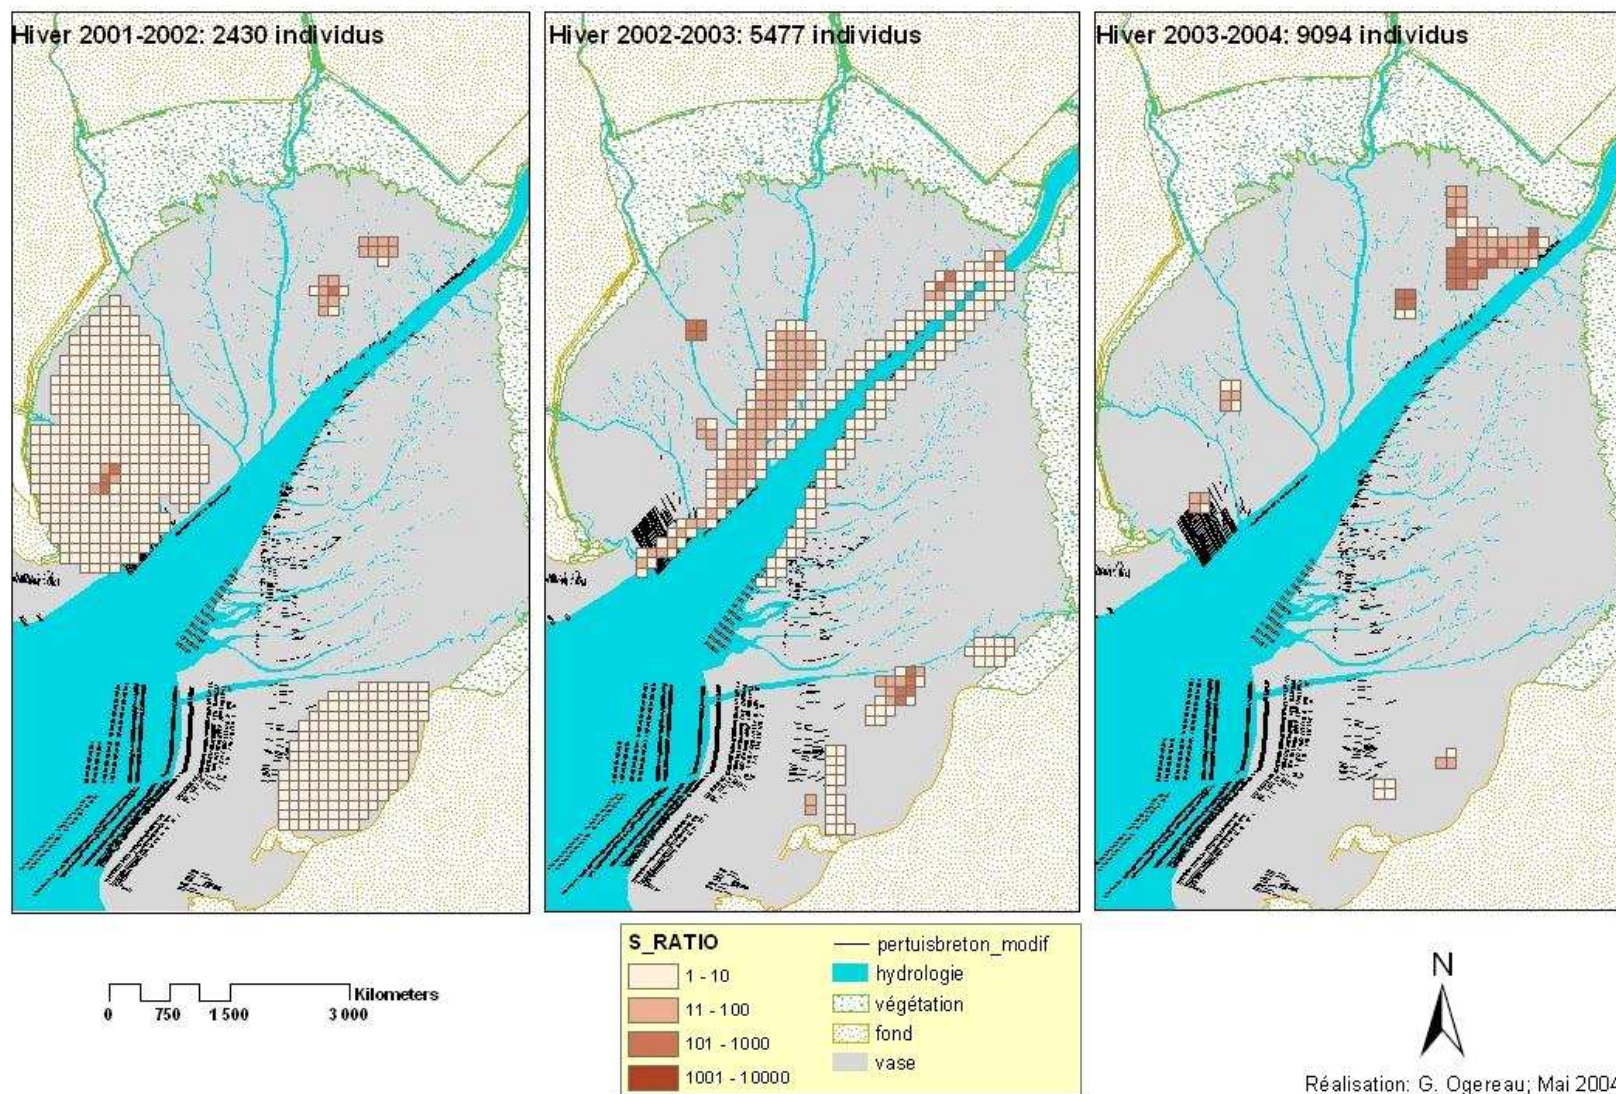 Hiver 2001-2002: 2430 individus
Hiver 2002-2003: 5477 individus
Hiver 2003-2004: 9094 individus
S_RATIO
1 - 10
11 - 100
101 - 1000
1001 - 10000
pertuisbreton_modif
hydrologie
végétation
fond
vase
Kilometers
0 750 1 500 3 000
N
Réalisation: G. Ogereau; Mai 2004